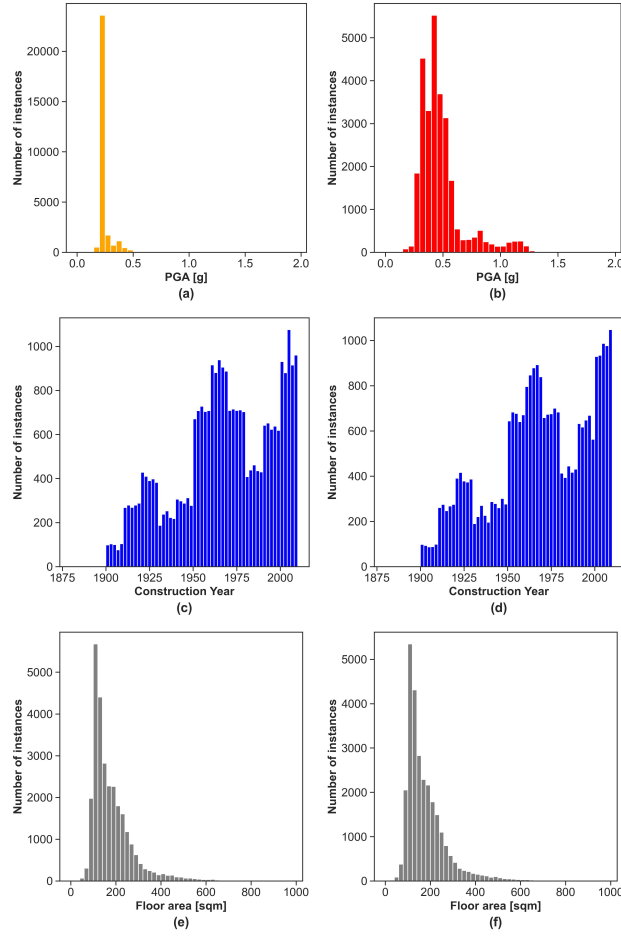 20000
15000
10000
5000
0
Number of instances
0.0 0.5 1.0 1.5 2.0
PGA [g]
(a)
5000
4000
3000
2000
1000
0
Number of instances
0.0 0.5 1.0 1.5 2.0
PGA [g]
(b)
1000
800
600
400
200
0
Number of instances
1875 1900 1925 1950 1975 2000
Construction Year
(c)
1000
800
600
400
200
0
Number of instances
1875 1900 1925 1950 1975 2000
Construction Year
(d)
5000
4000
3000
2000
1000
0
Number of instances
0 200 400 600 800 1000
Floor area [sqm]
(e)
5000
4000
3000
2000
1000
0
Number of instances
0 200 400 600 800 1000
Floor area [sqm]
(f)